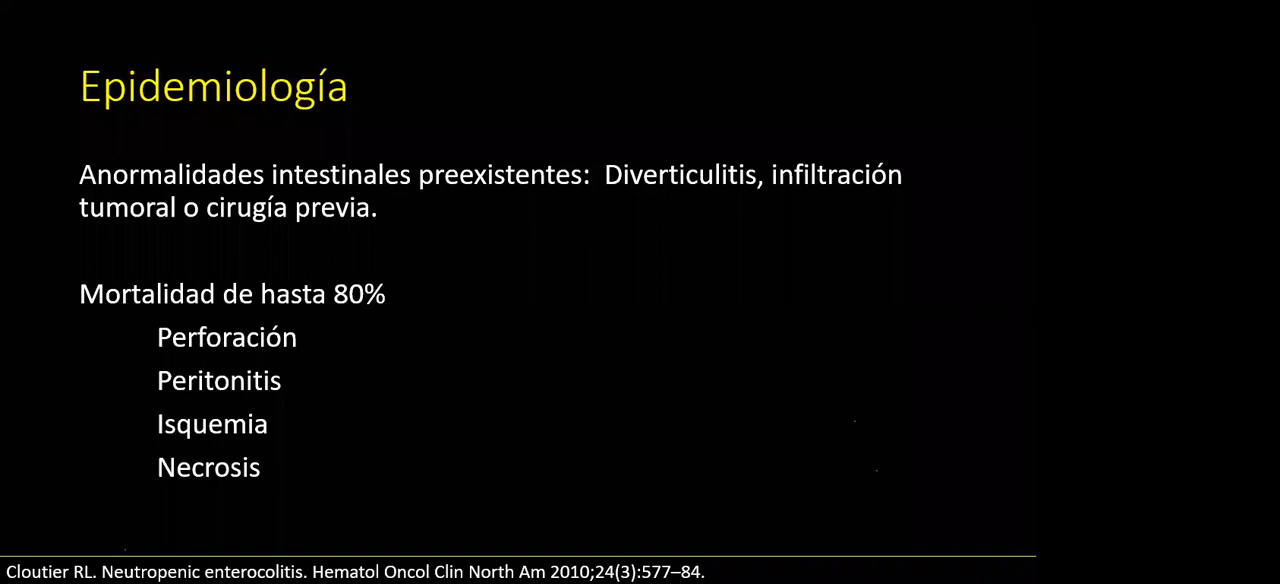 Epidemiología
Anormalidades intestinales preexistentes: Diverticulitis, infiltración
tumoral o cirugía previa.
Mortalidad de hasta 80%
Perforación
Peritonitis
Isquemia
Necrosis
Cloutier RL. Neutropenic enterocolitis. Hematol Oncol Clin North Am 2010;24(3):577–84.